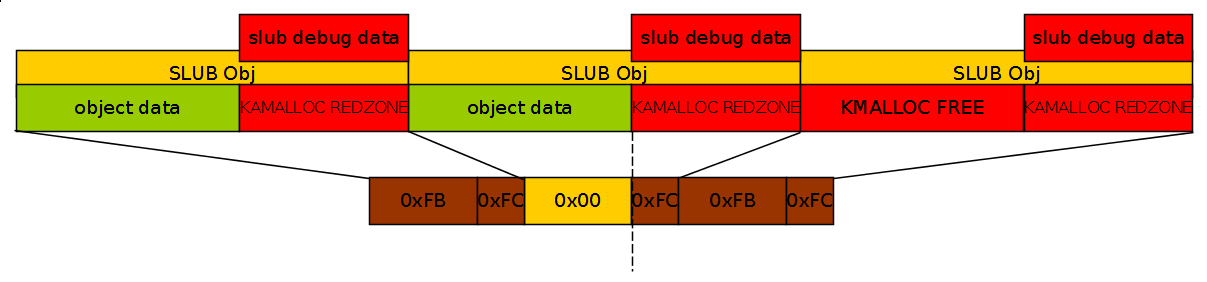 slub debug data
slub debug data
slub debug data
SLUB Obj
SLUB Obj
SLUB Obj
object data
KAMALLOC REDZONE
object data
KAMALLOC REDZONE
KMALLOC FREE
KAMALLOC REDZONE
0xFB
0xFC
0x00
0xFC
0xFB
0xFC